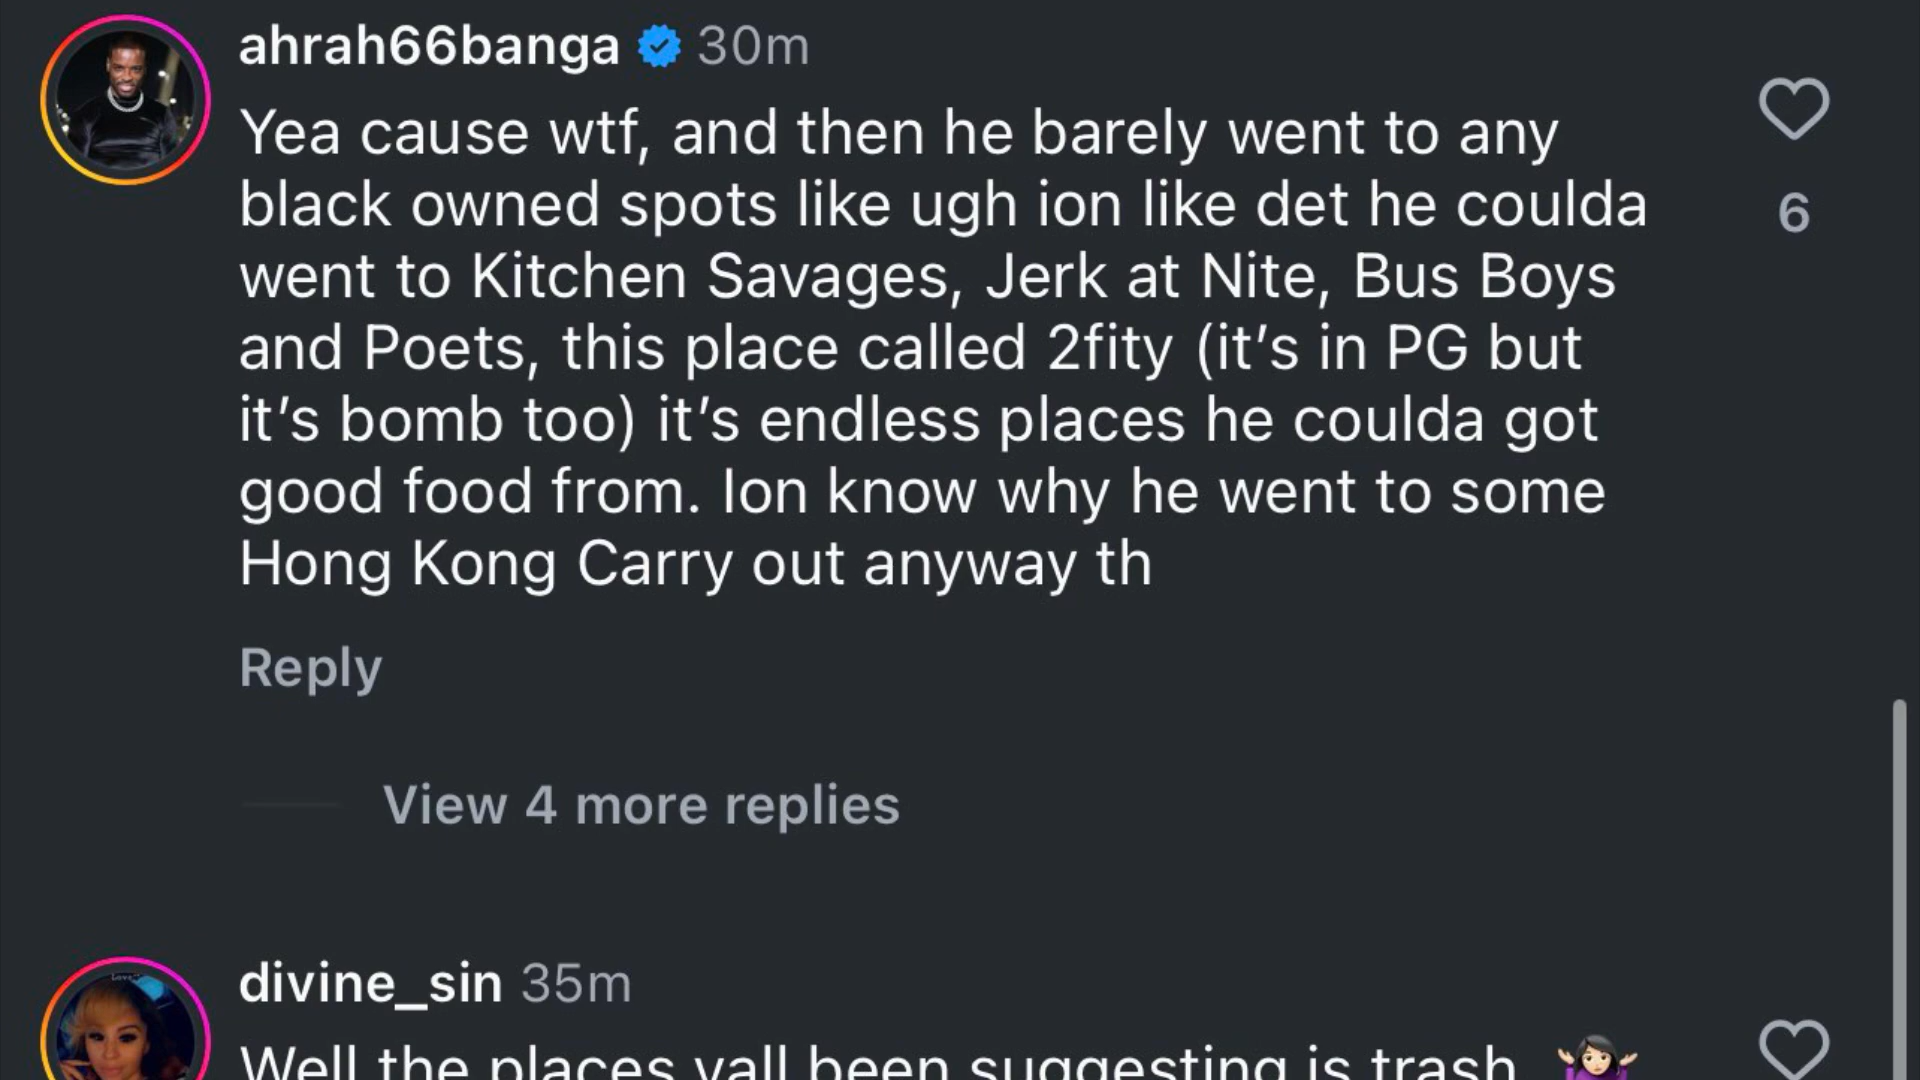 ahrah66banga 30m
Yea cause wtf, and then he barely went to any
black owned spots like ugh ion like det he coulda
6
went to Kitchen Savages, Jerk at Nite, Bus Boys
and Poets, this place called 2fity (it’s in PG but
it’s bomb too) it’s endless places he coulda got
good food from. Ion know why he went to some
Hong Kong Carry out anyway th
Reply
View 4 more replies
divine_sin 35m
Well the places yall been suggesting is trash 🤷🏻‍♀️